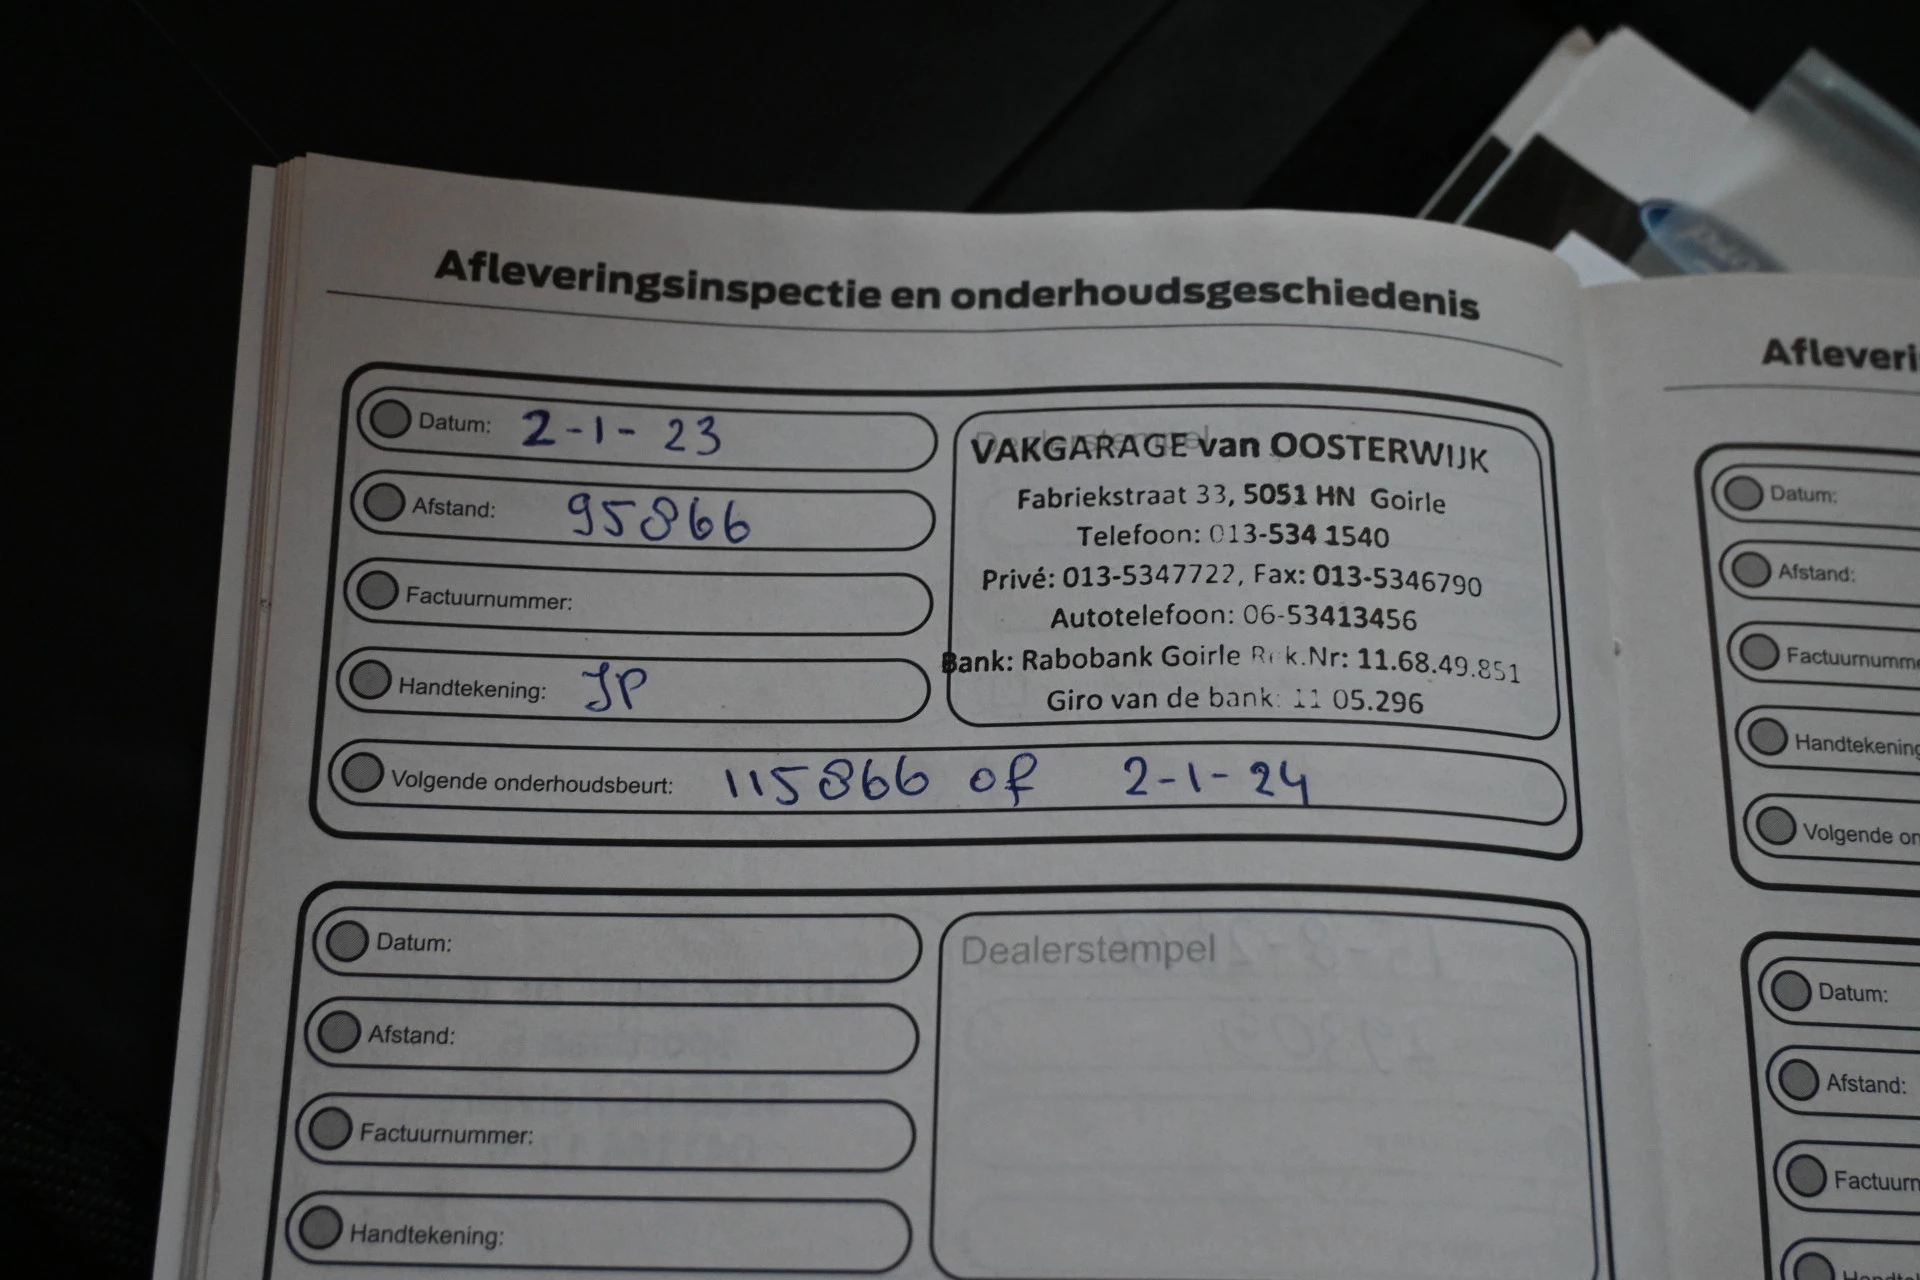 Afleveringsinspectie en onderhoudsgeschiedenis
Datum: 2-1-23
Afstand: 95866
Factuurnummer:
Handtekening: JP
Volgende onderhoudsbeurt: 115866 of 2-1-24
VAKGARAGE van OOSTERWIJK
Fabriekstraat 33, 5051 HN Goirle
Telefoon: 013-534 1540
Privé: 013-5347722, Fax: 013-5346790
Autotelefoon: 06-53413456
Bank: Rabobank Goirle Rek.Nr: 11.68.49.851
Giro van de bank: 11 05.296
Datum:
Afstand:
Factuurnummer:
Handtekening:
Dealerstempel
Afleveri
Datum:
Afstand:
Factuurnumme
Handtekening
Volgende on
Datum:
Afstand:
Factuurn